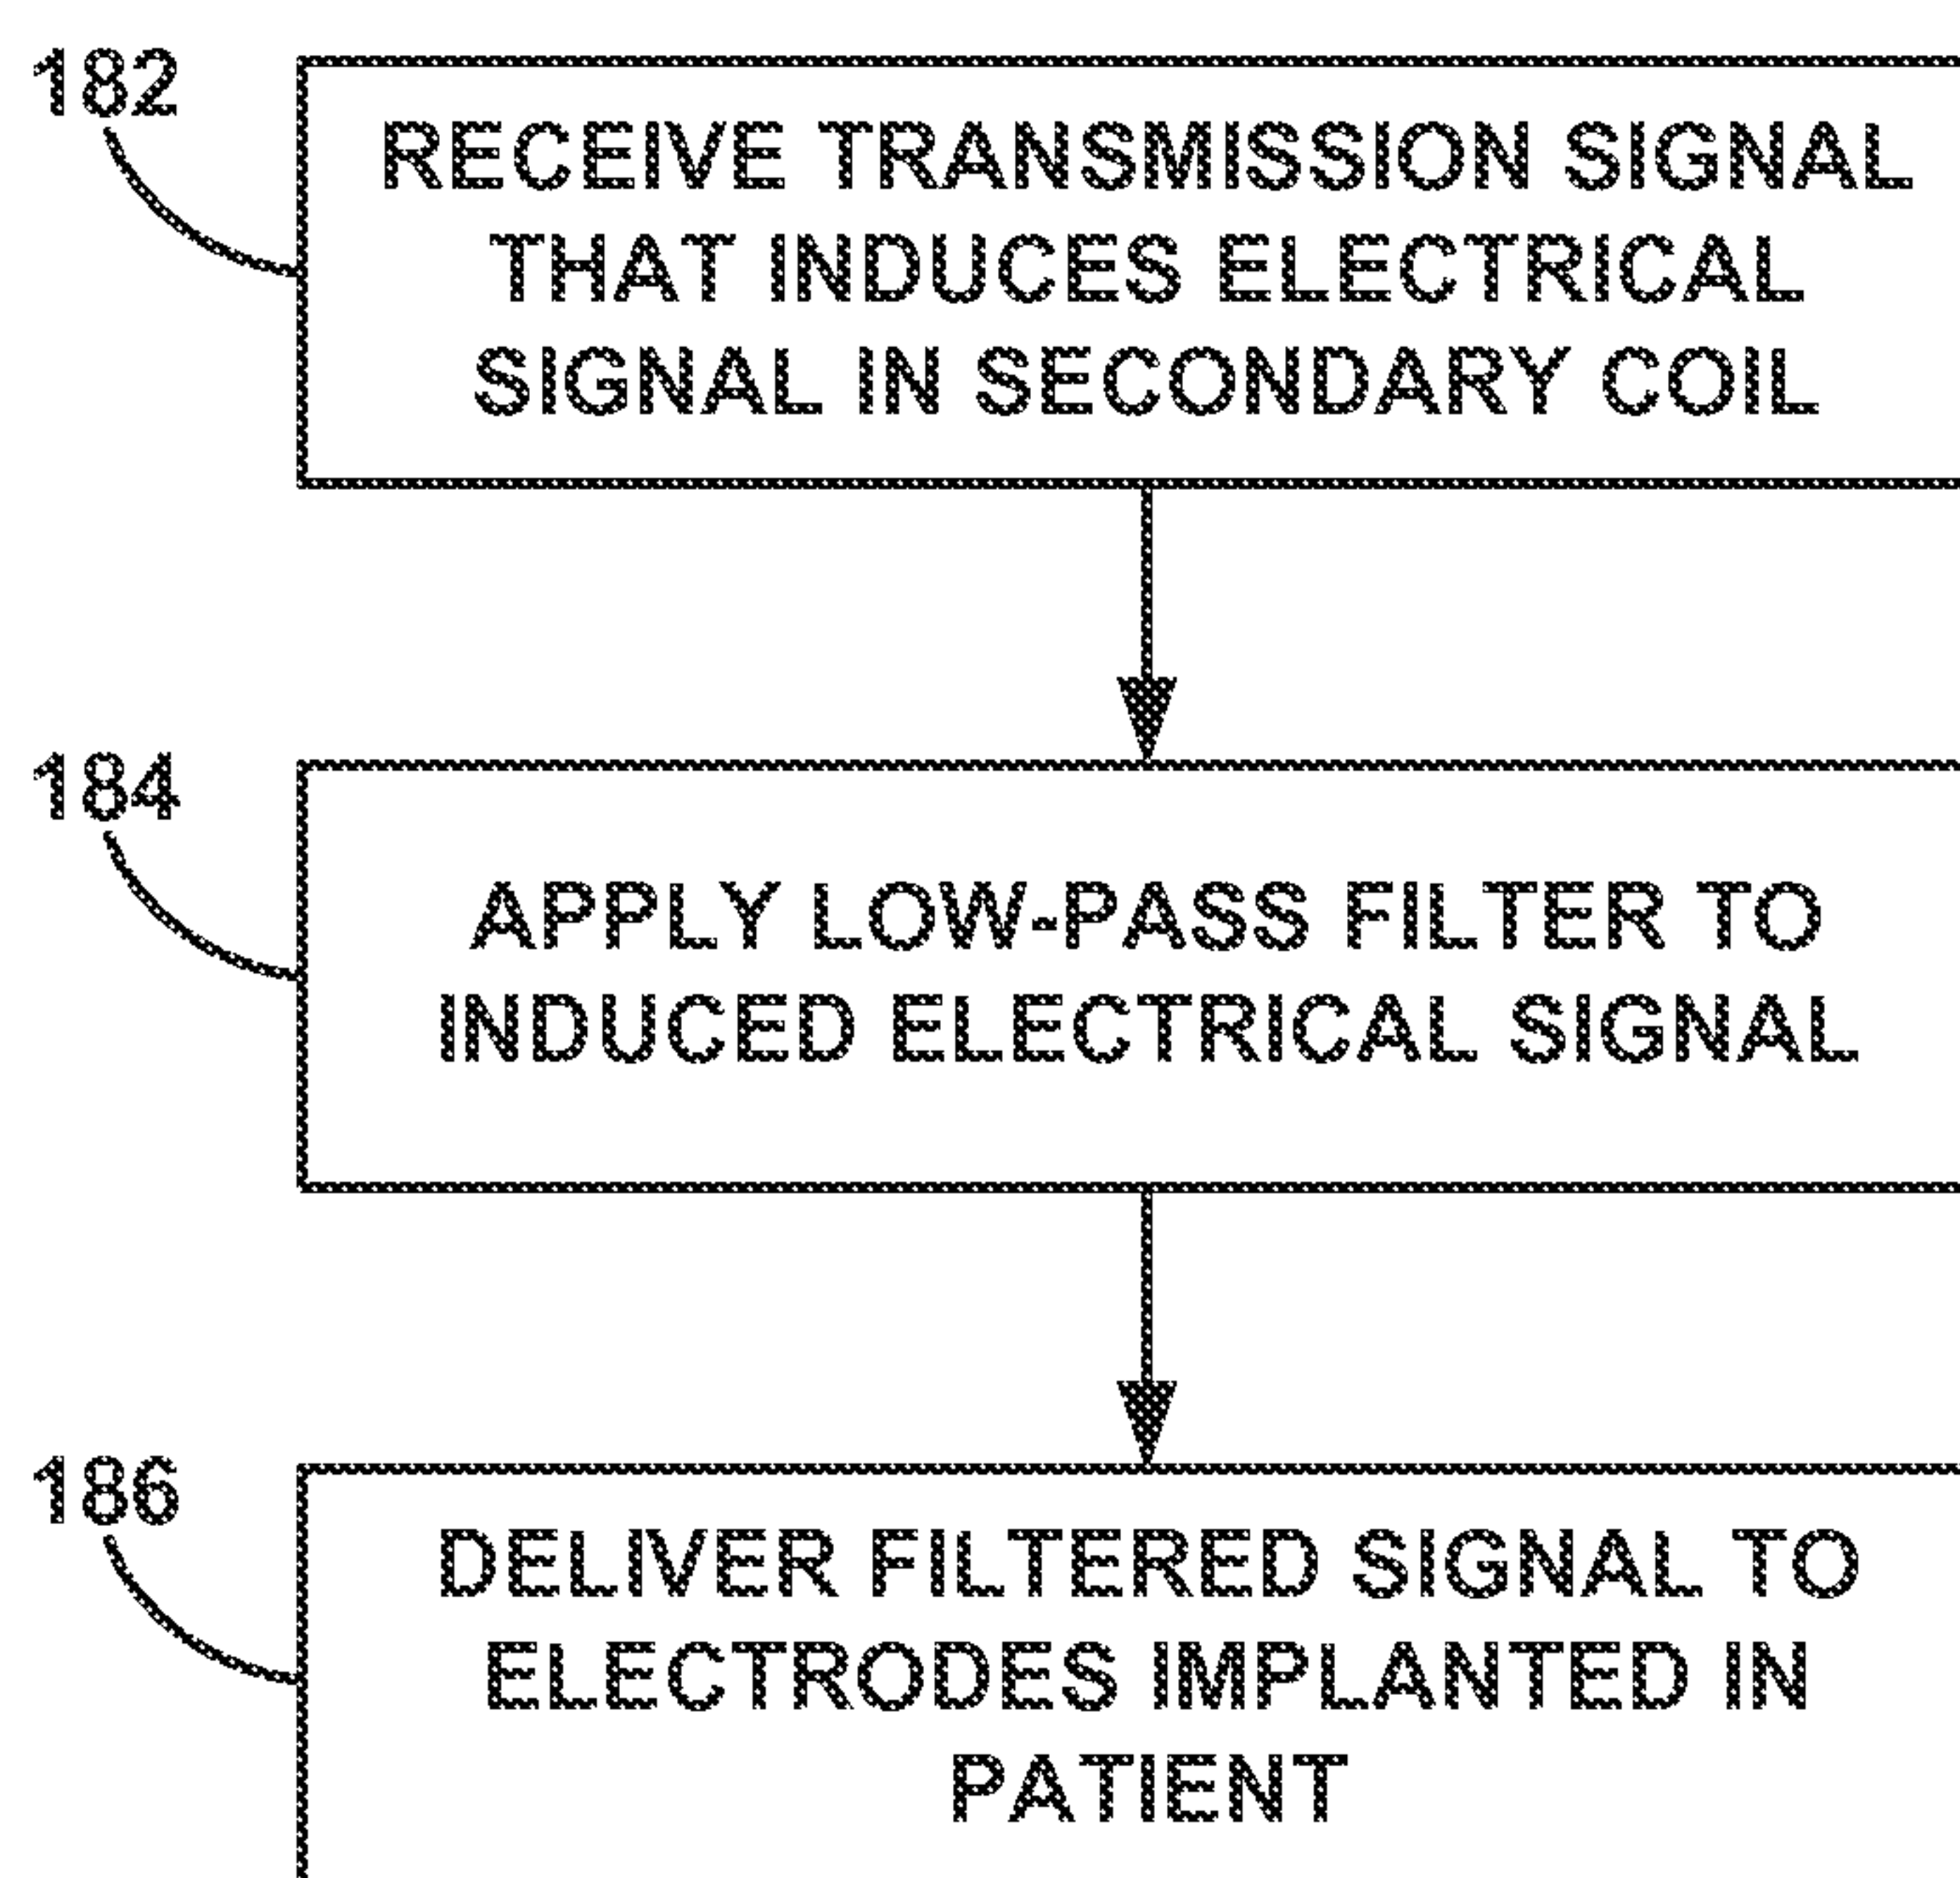 182
RECEIVE TRANSMISSION SIGNAL
THAT INDUCES ELECTRICAL
SIGNAL IN SECONDARY COIL
184
APPLY LOW-PASS FILTER TO
INDUCED ELECTRICAL SIGNAL
186
DELIVER FILTERED SIGNAL TO
ELECTRODES IMPLANTED IN
PATIENT